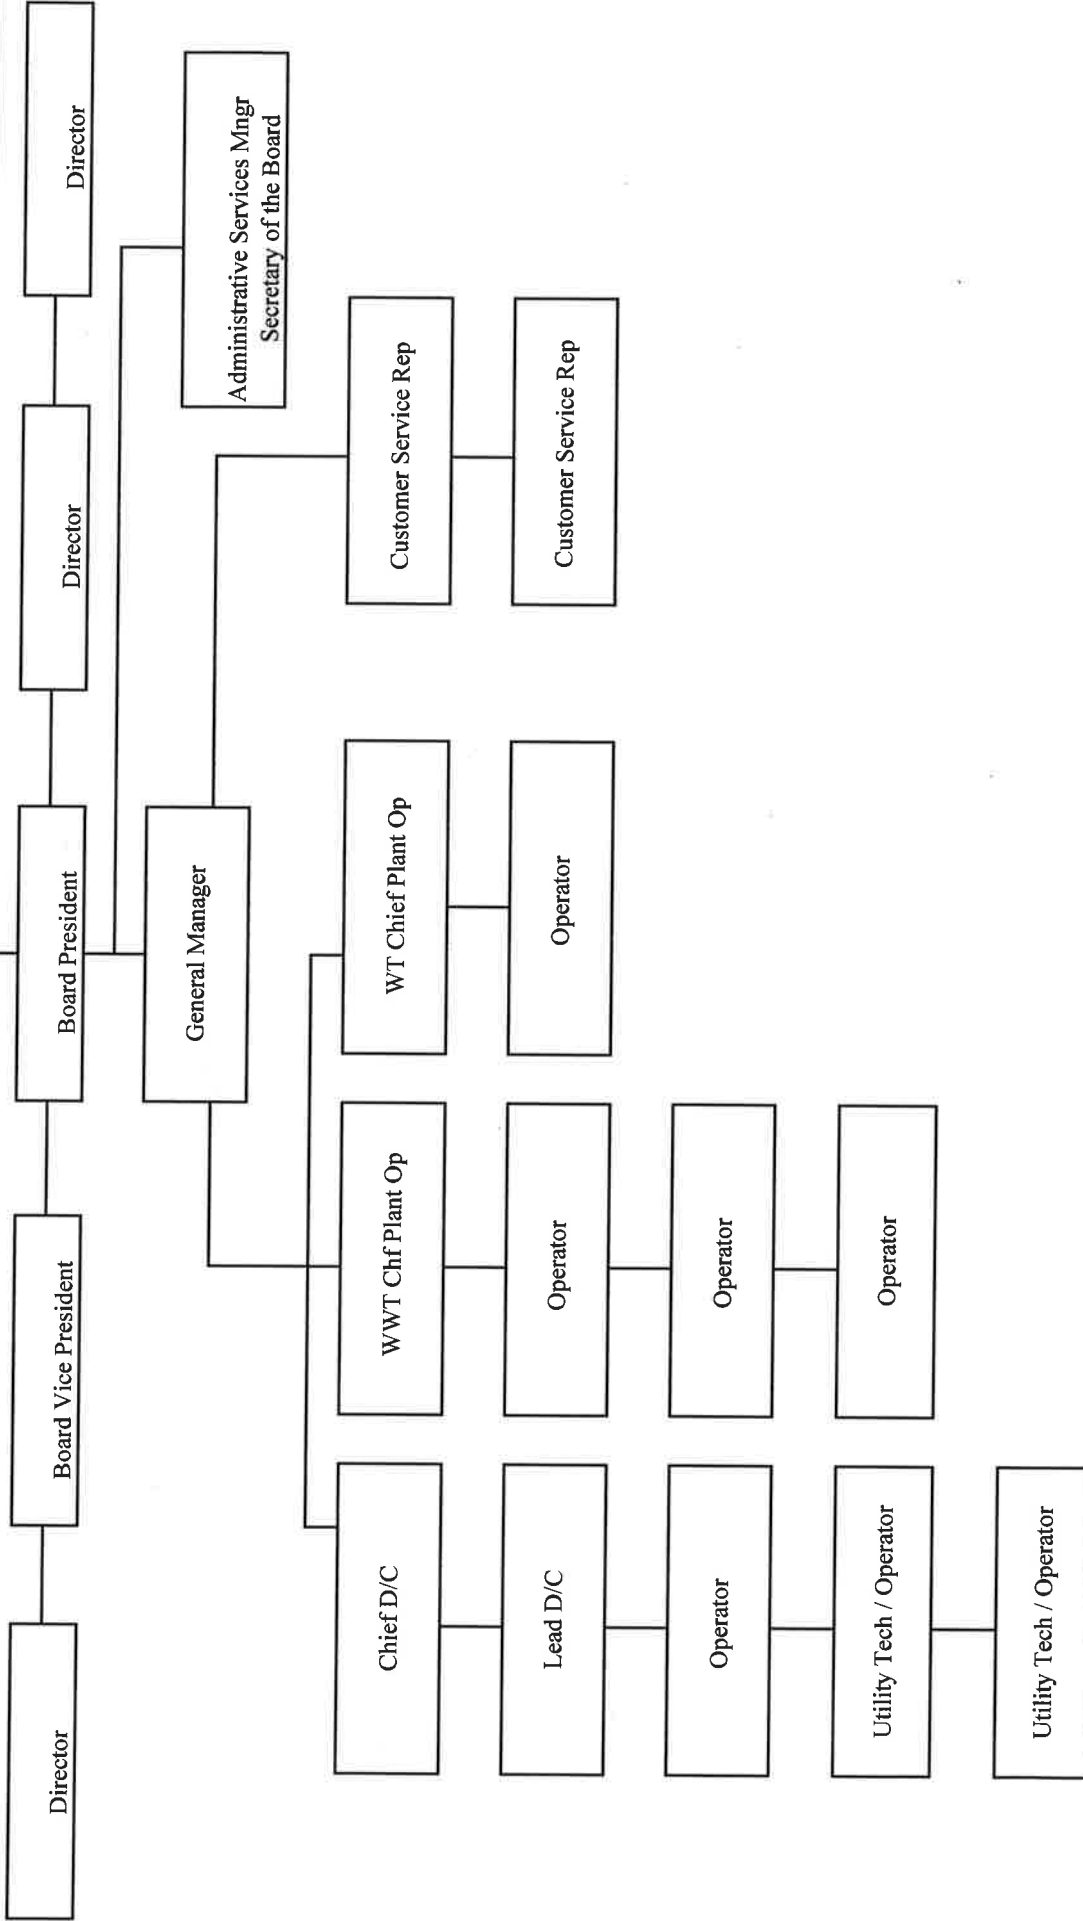 Director
Board Vice President
Board President
Director
Director
General Manager
Administrative Services Mngr
Secretary of the Board
Chief D/C
WWT Chf Plant Op
WT Chief Plant Op
Customer Service Rep
Lead D/C
Operator
Operator
Customer Service Rep
Operator
Operator
Utility Tech / Operator
Operator
Utility Tech / Operator